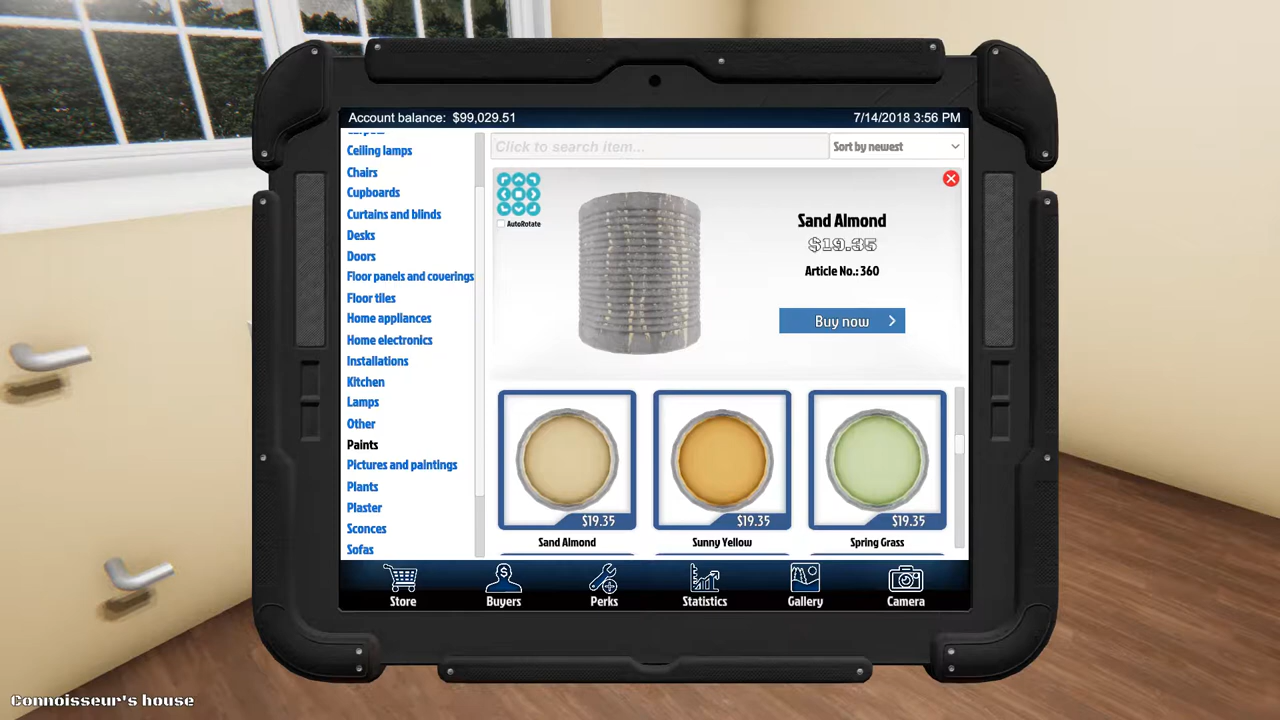 Account balance: $99,029.51
7/14/2018 3:56 PM
Ceiling lamps
Chairs
Cupboards
Curtains and blinds
Desks
Doors
Floor panels and coverings
Floor tiles
Home appliances
Home electronics
Installations
Kitchen
Lamps
Other
Paints
Pictures and paintings
Plants
Plaster
Sconces
Sofas
Click to search item...
Sort by newest
AutoRotate
Sand Almond
$19.35
Article No.: 360
Buy now
$19.35
$19.35
$19.35
Sand Almond
Sunny Yellow
Spring Grass
Store
Buyers
Perks
Statistics
Gallery
Camera
Connoisseur's house